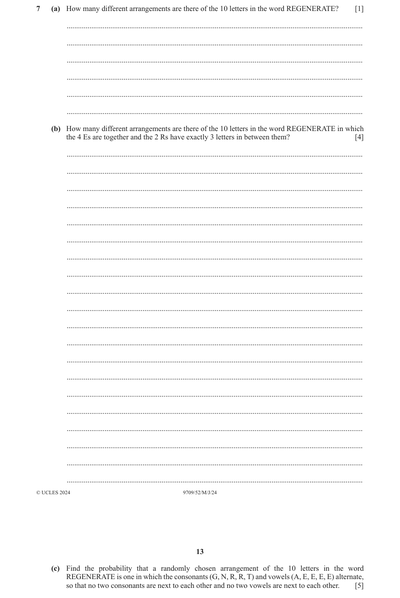 7 (a) How many different arrangements are there of the 10 letters in the word REGENERATE? [1]
(b) How many different arrangements are there of the 10 letters in the word REGENERATE in which
the 4 Es are together and the 2 Rs have exactly 3 letters in between them? [4]
© UCLES 2024 9709/52/M/J/24
13
(c) Find the probability that a randomly chosen arrangement of the 10 letters in the word
REGENERATE is one in which the consonants (G, N, R, R, T) and vowels (A, E, E, E, E) alternate,
so that no two consonants are next to each other and no two vowels are next to each other. [5]